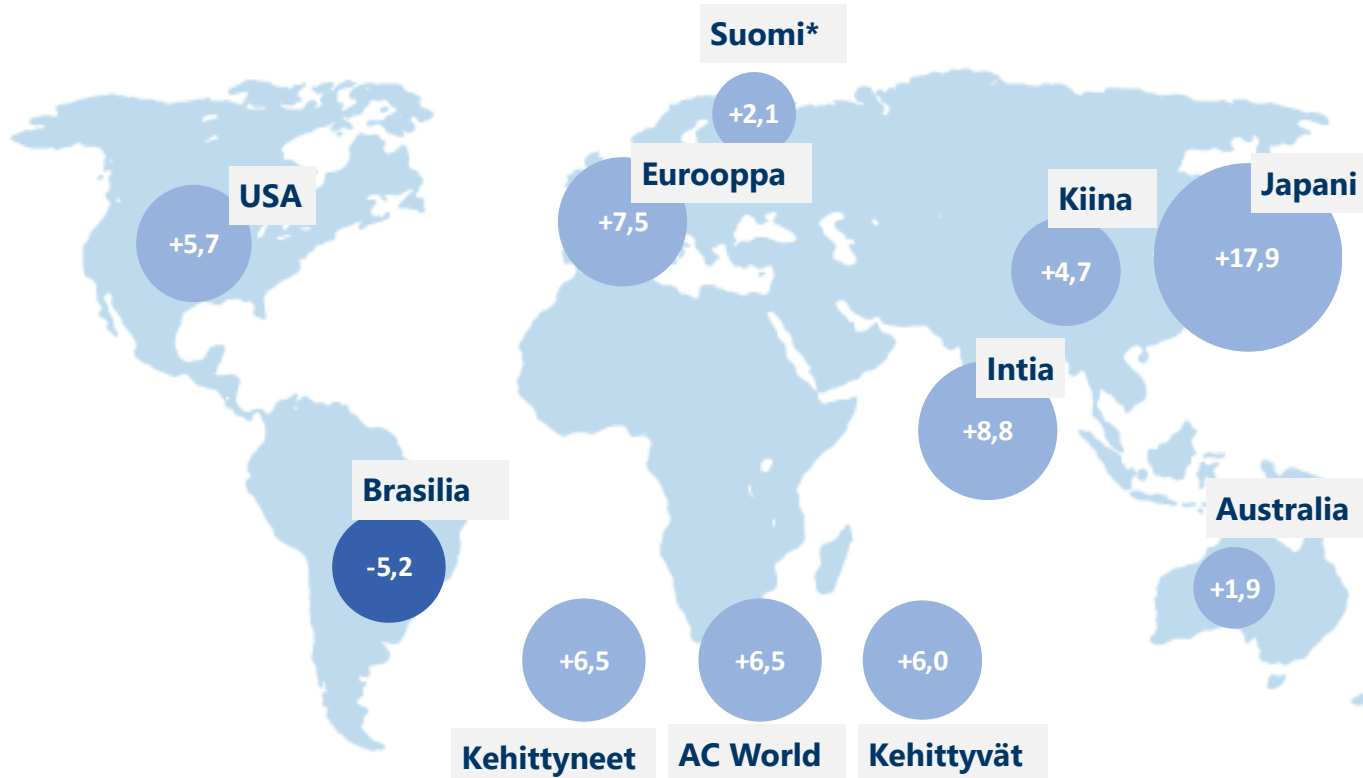 Suomi*
+2,1
USA
+5,7
Eurooppa
+7,5
Kiina
+4,7
Japani
+17,9
Intia
+8,8
Brasilia
-5,2
Australia
+1,9
+6,5
+6,5
+6,0
Kehittyneet
AC World
Kehittyvät